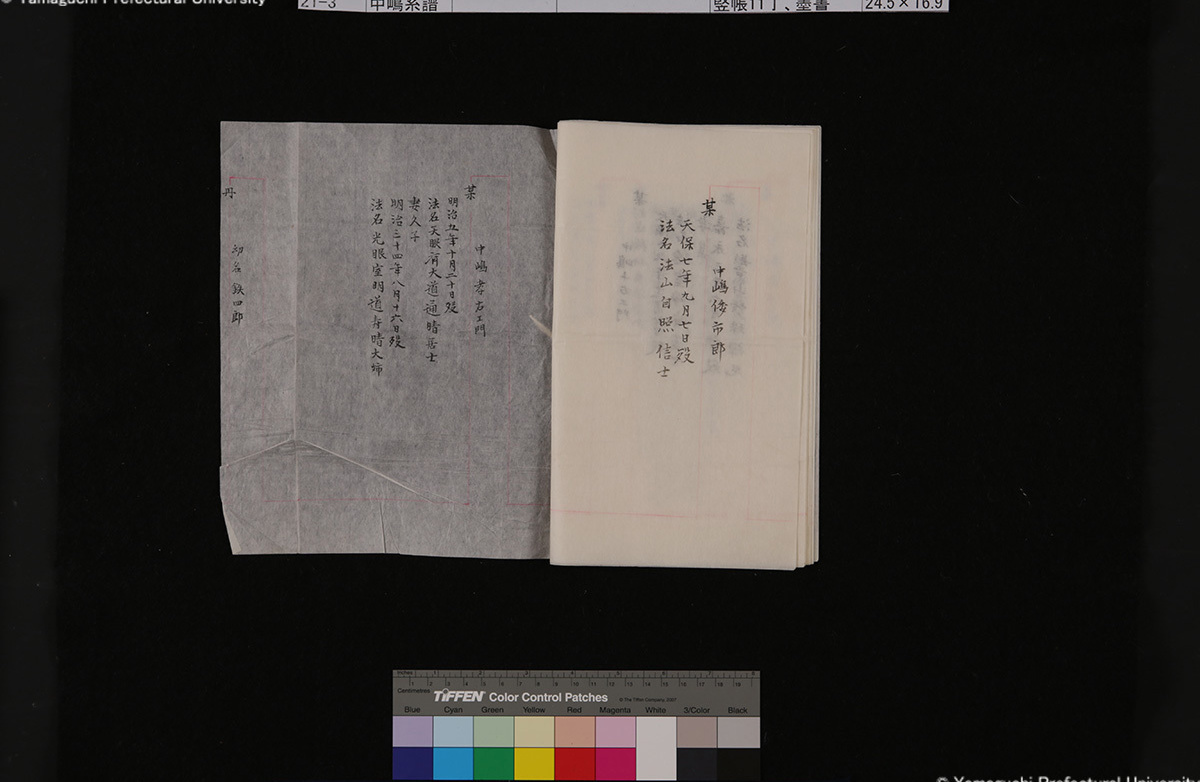 © Yamaguchi Prefectural University
21-3 中嶋系譜 竪帳11丁、墨書 24.5×16.9
某
中嶋倭市郎
天保七年九月七日歿
法名法山自照信士
某
中嶋孝右エ門
明治五年十月二十日歿
法名天眼有大道通晴居士
妻久子
明治三十四年八月十六日歿
法名光眼室明道寿晴大姉
丹
初名鉄四郎
Inches
Centimetres
TIFFEN Color Control Patches
© The Tiffen Company, 2007
Blue Cyan Green Yellow Red Magenta White 3/Color Black
© Yamaguchi Prefectural University